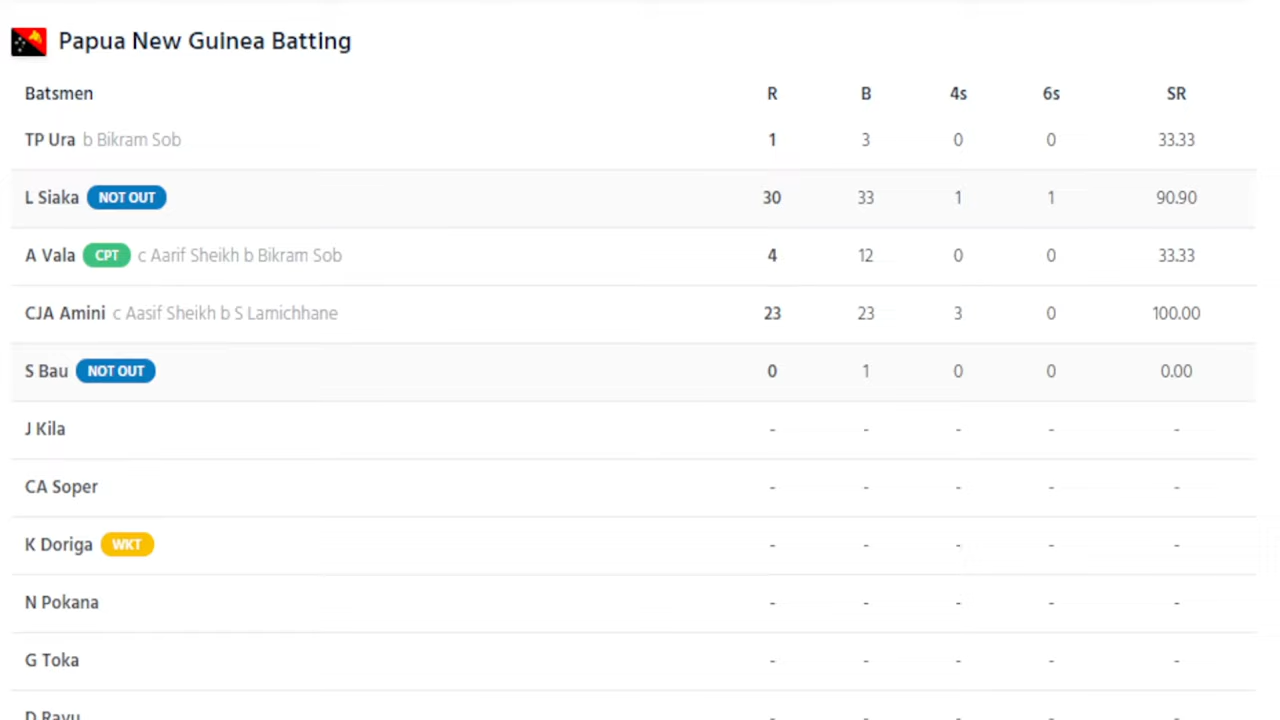 Papua New Guinea Batting
Batsmen R B 4s 6s SR
TP Ura b Bikram Sob 1 3 0 0 33.33
L Siaka NOT OUT 30 33 1 1 90.90
A Vala CPT c Aarif Sheikh b Bikram Sob 4 12 0 0 33.33
CJA Amini c Aasif Sheikh b S Lamichhane 23 23 3 0 100.00
S Bau NOT OUT 0 1 0 0 0.00
J Kila - - - - -
CA Soper - - - - -
K Doriga WKT - - - - -
N Pokana - - - - -
G Toka - - - - -
D Ravu - - - - -